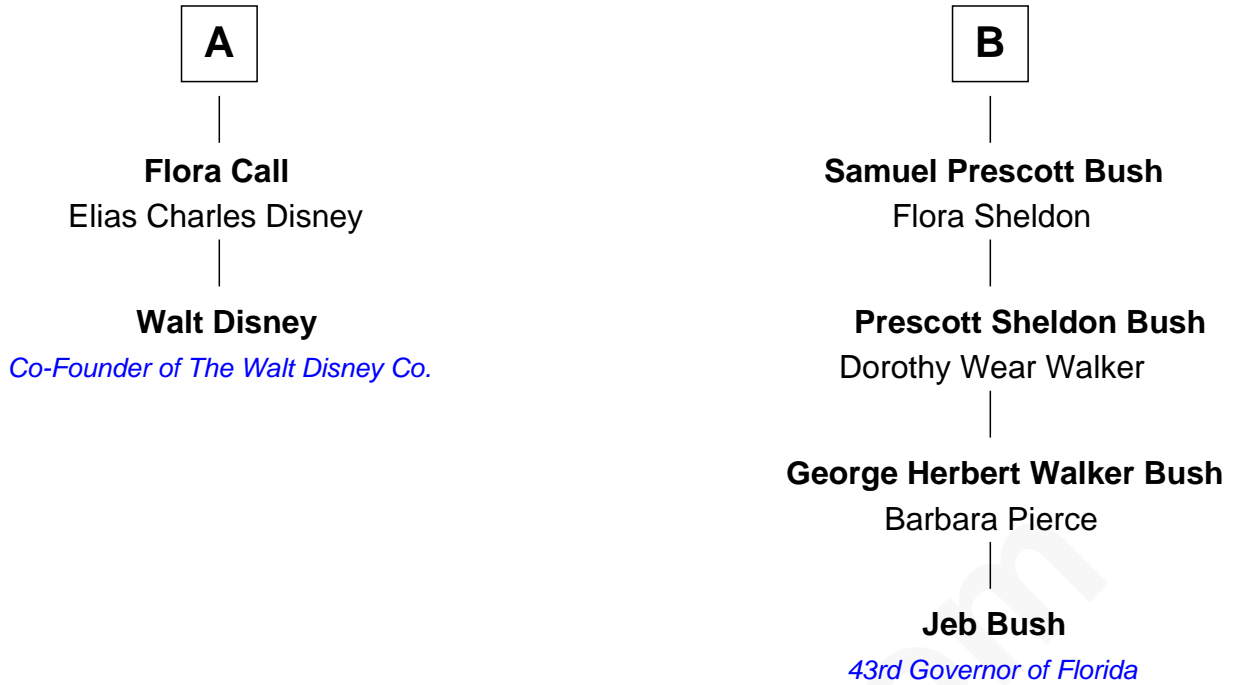 A
Flora Call
Elias Charles Disney
Walt Disney
Co-Founder of The Walt Disney Co.
B
Samuel Prescott Bush
Flora Sheldon
Prescott Sheldon Bush
Dorothy Wear Walker
George Herbert Walker Bush
Barbara Pierce
Jeb Bush
43rd Governor of Florida